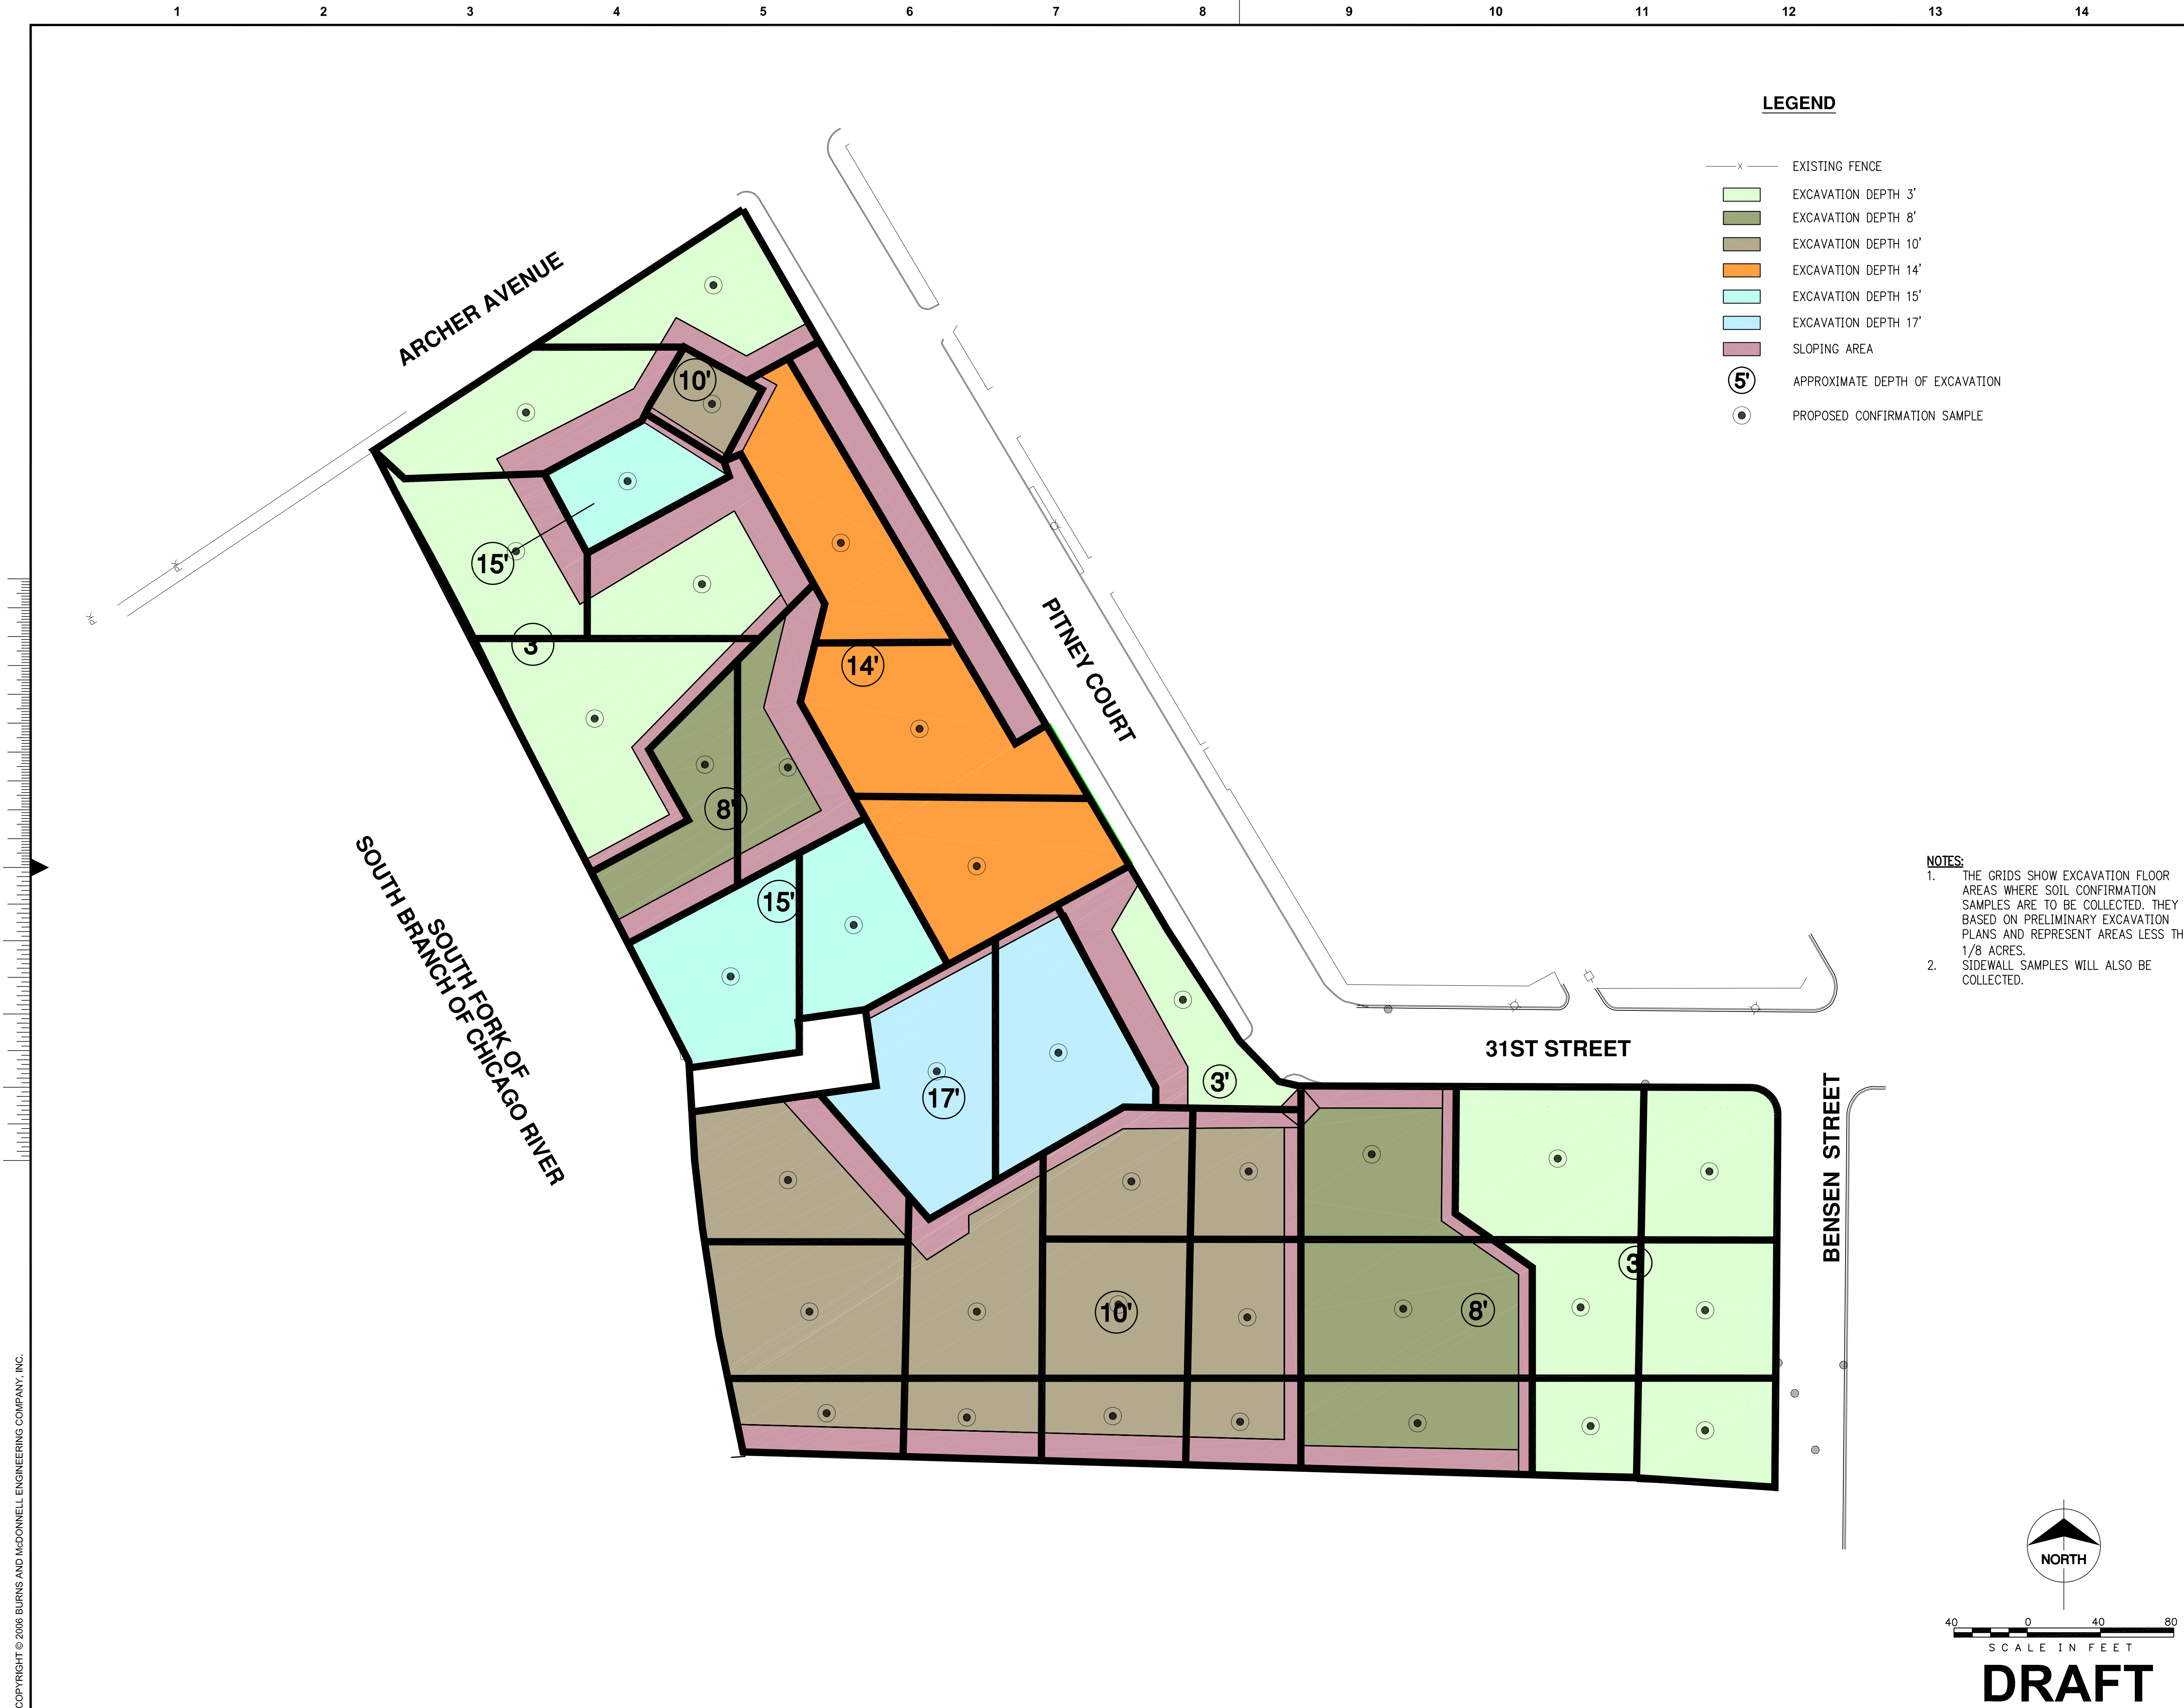 1 2 3 4 5 6 7 8 9 10 11 12 13 14
LEGEND
X EXISTING FENCE
EXCAVATION DEPTH 3'
EXCAVATION DEPTH 8'
EXCAVATION DEPTH 10'
EXCAVATION DEPTH 14'
EXCAVATION DEPTH 15'
EXCAVATION DEPTH 17'
SLOPING AREA
5' APPROXIMATE DEPTH OF EXCAVATION
PROPOSED CONFIRMATION SAMPLE
ARCHER AVENUE
10'
15'
PK
PK
3'
14'
PITNEY COURT
8'
15'
SOUTH FORK OF
SOUTH BRANCH OF CHICAGO RIVER
NOTES:
1. THE GRIDS SHOW EXCAVATION FLOOR
AREAS WHERE SOIL CONFIRMATION
SAMPLES ARE TO BE COLLECTED. THEY
BASED ON PRELIMINARY EXCAVATION
PLANS AND REPRESENT AREAS LESS TH
1/8 ACRES.
2. SIDEWALL SAMPLES WILL ALSO BE
COLLECTED.
31ST STREET
17'
3'
BENSEN STREET
3'
10'
8'
NORTH
40 0 40 80
SCALE IN FEET
DRAFT
COPYRIGHT © 2006 BURNS AND McDONNELL ENGINEERING COMPANY, INC.